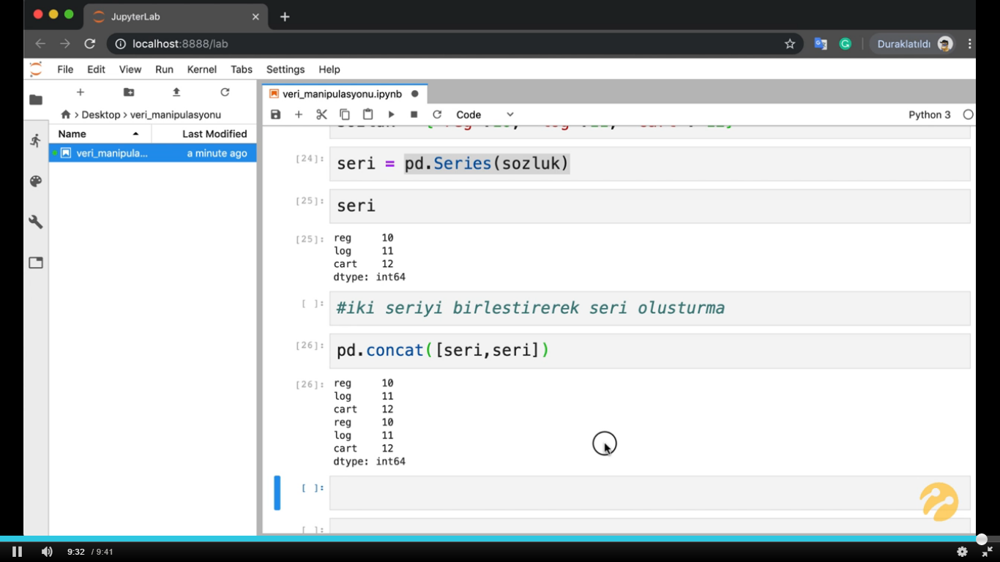 JupyterLab
localhost:8888/lab
Duraklatıldı
File Edit View Run Kernel Tabs Settings Help
veri_manipulasyonu.ipynb
Desktop > veri_manipulasyonu
Code
Python 3
Name Last Modified
veri_manipula... a minute ago
[24]: seri = pd.Series(sozluk)
[25]: seri
[25]: reg 10
log 11
cart 12
dtype: int64
[ ]: #iki seriyi birlestirerek seri olusturma
[26]: pd.concat([seri,seri])
[26]: reg 10
log 11
cart 12
reg 10
log 11
cart 12
dtype: int64
[ ]:
[ ]:
9:32 / 9:41